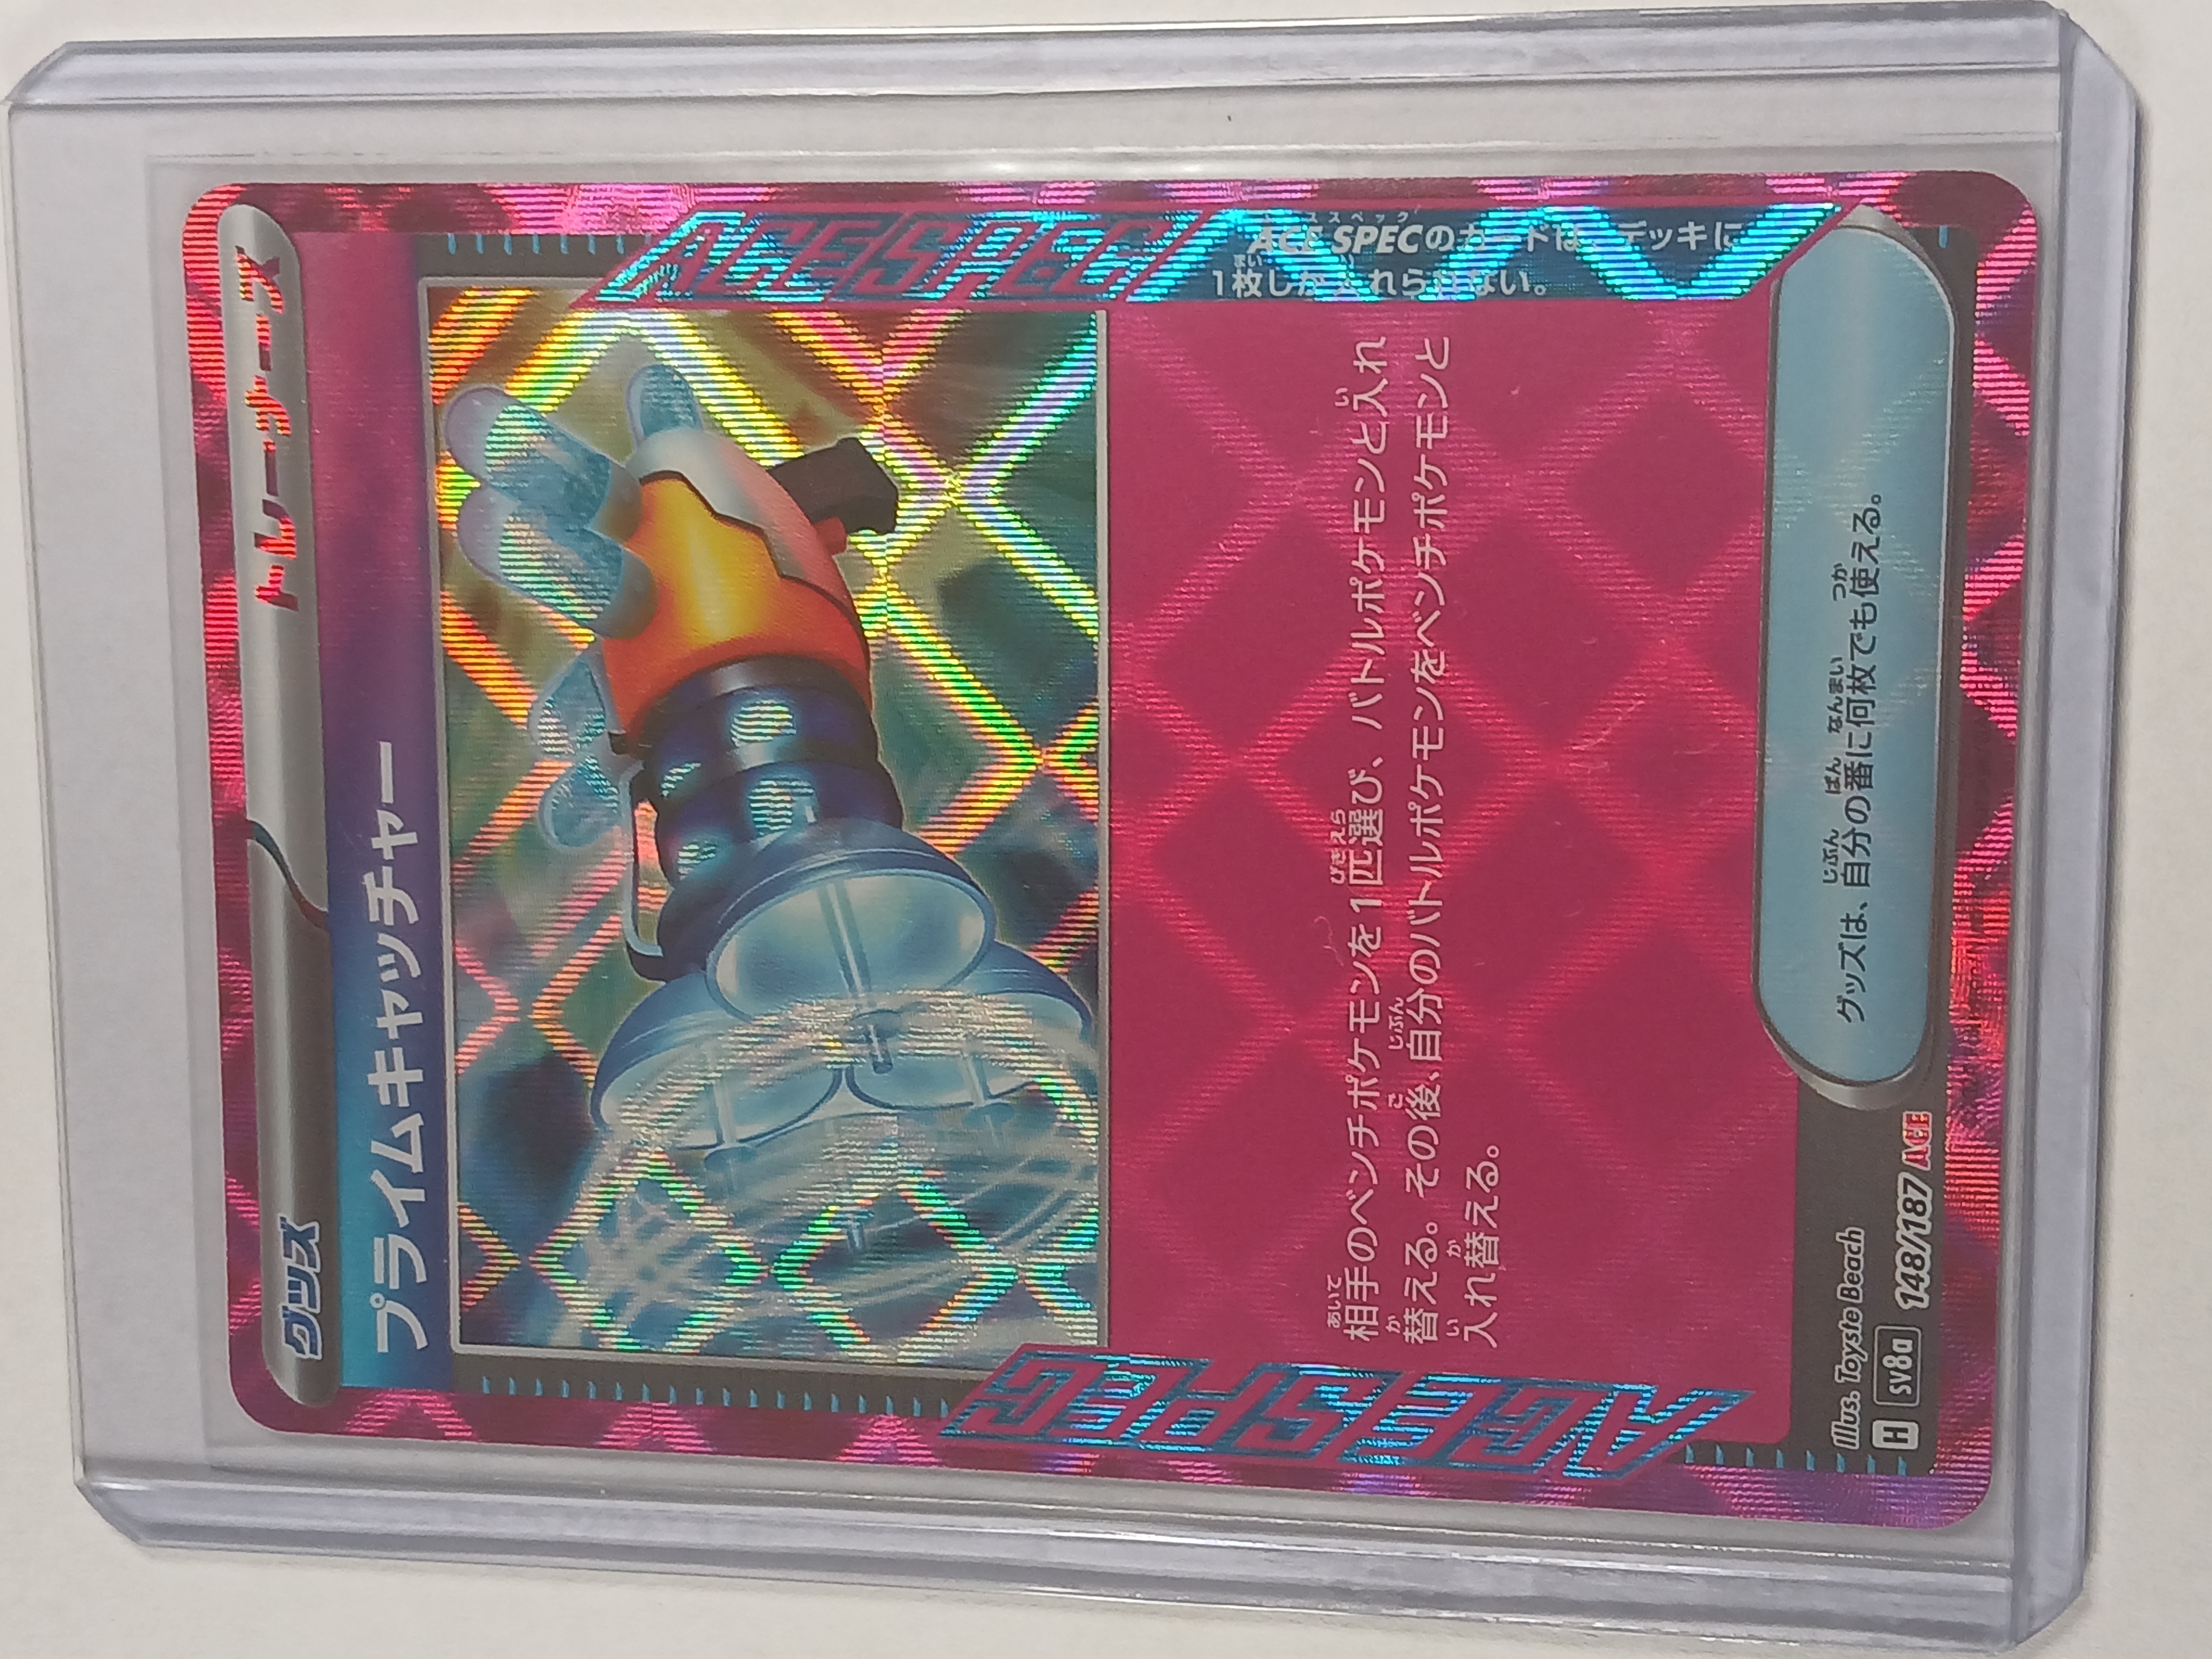 グッズ
トレーナーズ
プライムキャッチャー
ACE SPEC
ACE SPEC
相手のベンチポケモンを1匹選び、バトルポケモンと入れ
替える。その後、自分のバトルポケモンをベンチポケモンと
入れ替える。
ACE SPECのカードは、デッキに
1枚しか入れられない。
グッズは、自分の番に何枚でも使える。
Illus. Toyste Beach
H sv8a 148/187 ACE